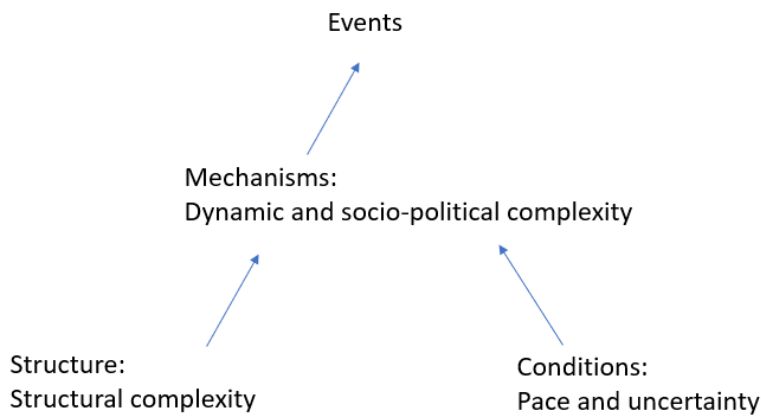 Events
Mechanisms:
Dynamic and socio-political complexity
Structure:
Structural complexity
Conditions:
Pace and uncertainty